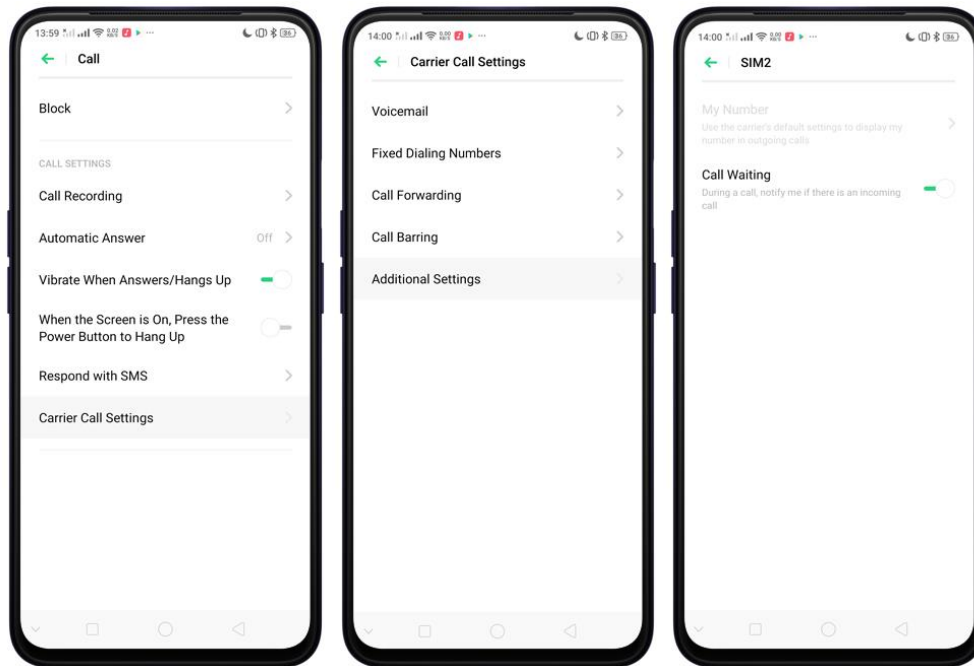 13:59
Call
Block
CALL SETTINGS
Call Recording
Automatic Answer Off
Vibrate When Answers/Hangs Up
When the Screen is On, Press the
Power Button to Hang Up
Respond with SMS
Carrier Call Settings
14:00
Carrier Call Settings
Voicemail
Fixed Dialing Numbers
Call Forwarding
Call Barring
Additional Settings
14:00
SIM2
My Number
Use the carrier's default settings to display my
number in outgoing calls
Call Waiting
During a call, notify me if there is an incoming
call